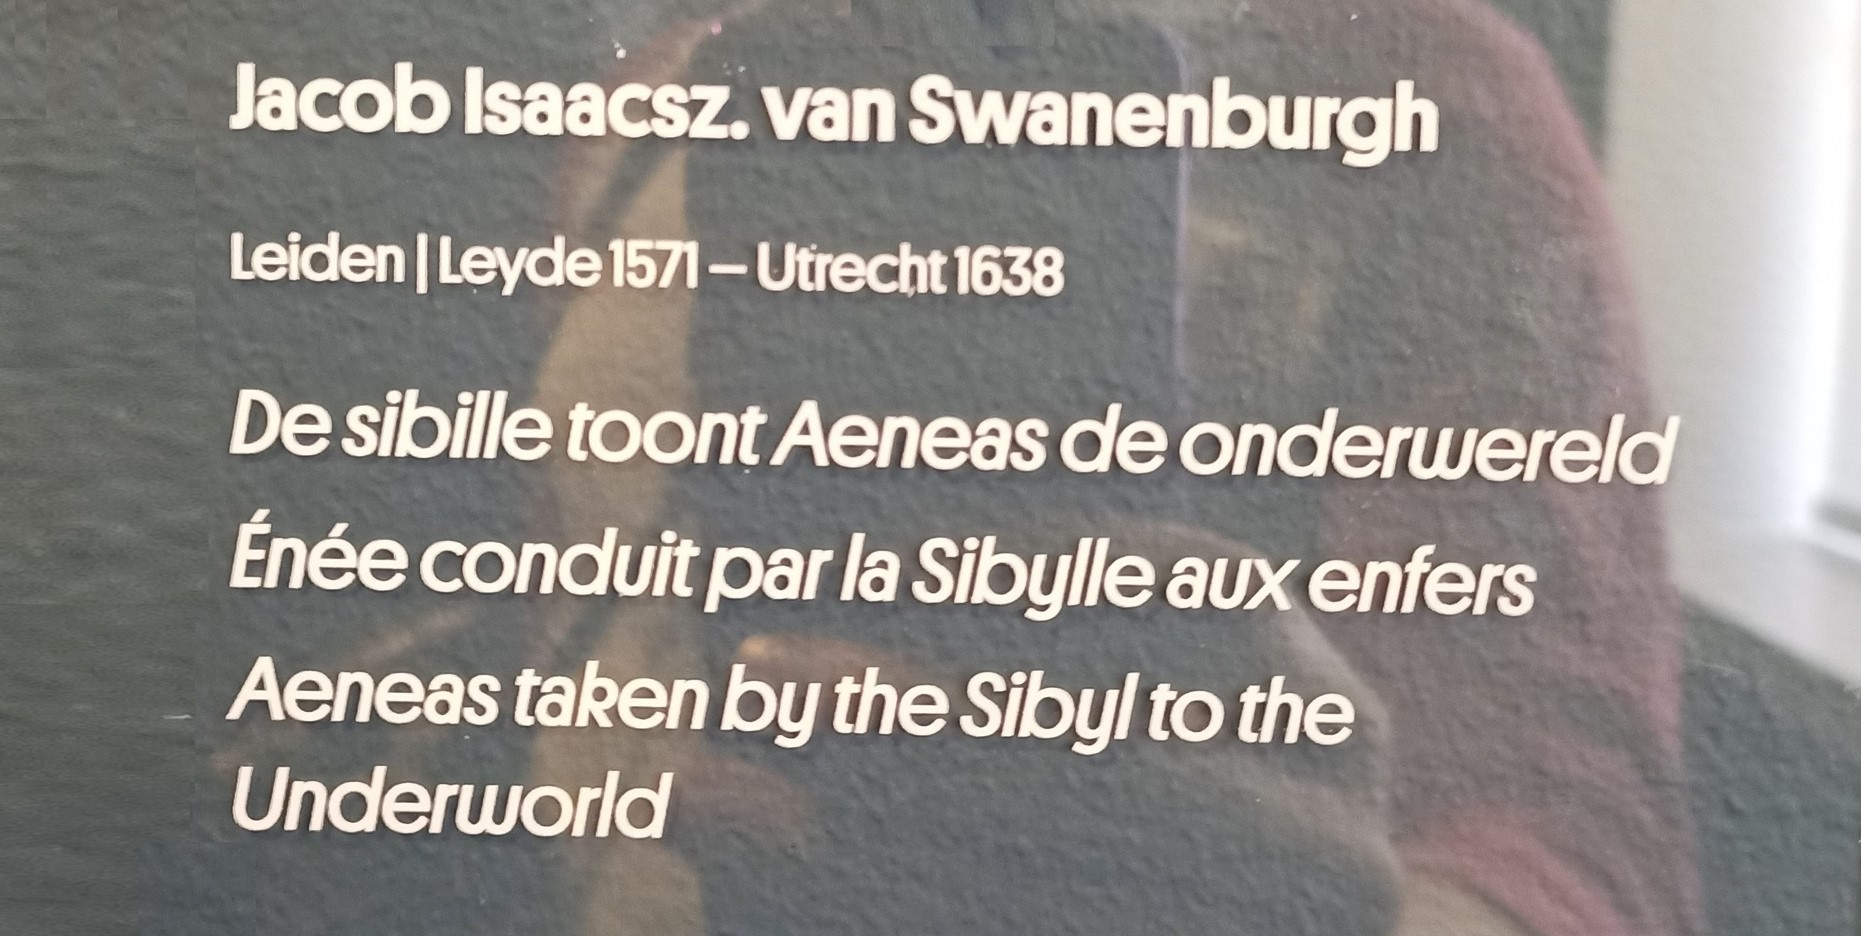 Jacob Isaacsz. van Swanenburgh
Leiden | Leyde 1571 – Utrecht 1638
De sibille toont Aeneas de onderwereld
Énée conduit par la Sibylle aux enfers
Aeneas taken by the Sibyl to the
Underworld